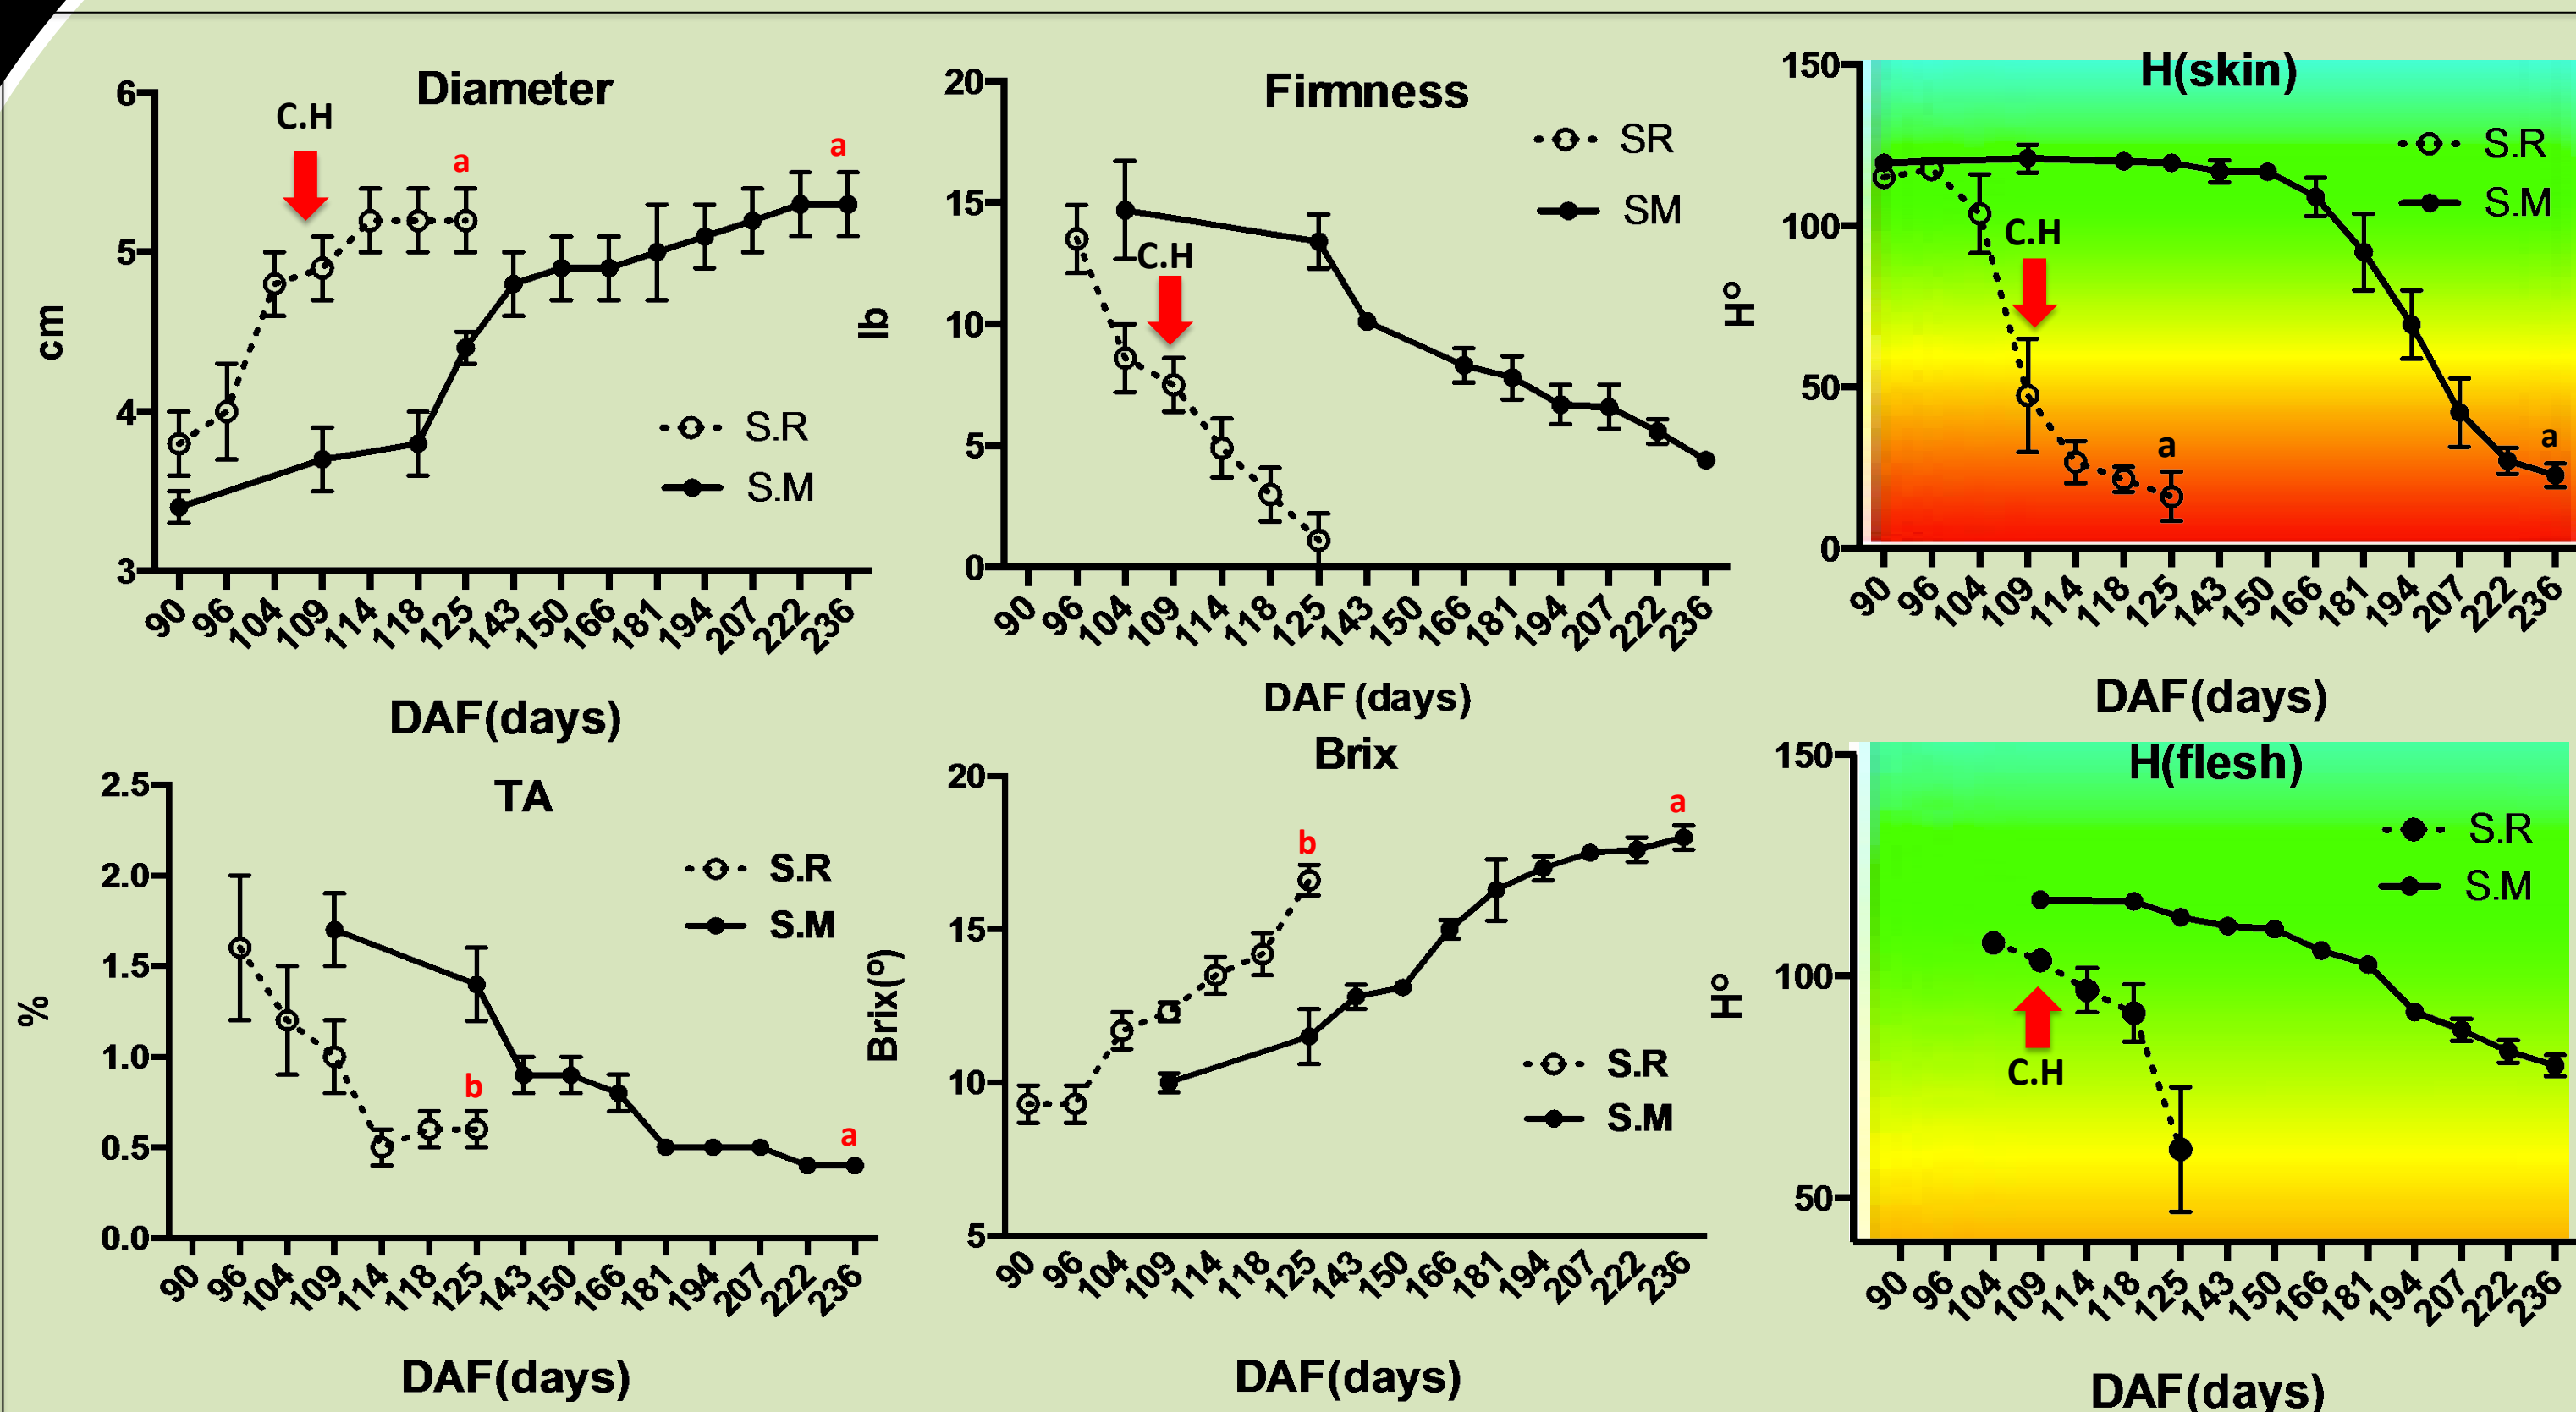 Diameter
6
5
4
3
cm
C.H
a
a
S.R
S.M
90 96 104 109 114 118 125 143 150 166 181 194 207 222 236
DAF(days)
Firmness
20
15
10
5
0
lb
C.H
SR
SM
90 96 104 109 114 118 125 143 150 166 181 194 207 222 236
DAF (days)
H(skin)
150
100
50
0
Hº
C.H
a
a
S.R
S.M
90 96 104 109 114 118 125 143 150 166 181 194 207 222 236
DAF(days)
TA
2.5
2.0
1.5
1.0
0.5
0.0
%
b
a
S.R
S.M
90 96 104 109 114 118 125 143 150 166 181 194 207 222 236
DAF(days)
Brix
20
15
10
5
Brix(º)
b
a
S.R
S.M
90 96 104 109 114 118 125 143 150 166 181 194 207 222 236
DAF(days)
H(flesh)
150
100
50
Hº
C.H
S.R
S.M
90 96 104 109 114 118 125 143 150 166 181 194 207 222 236
DAF(days)